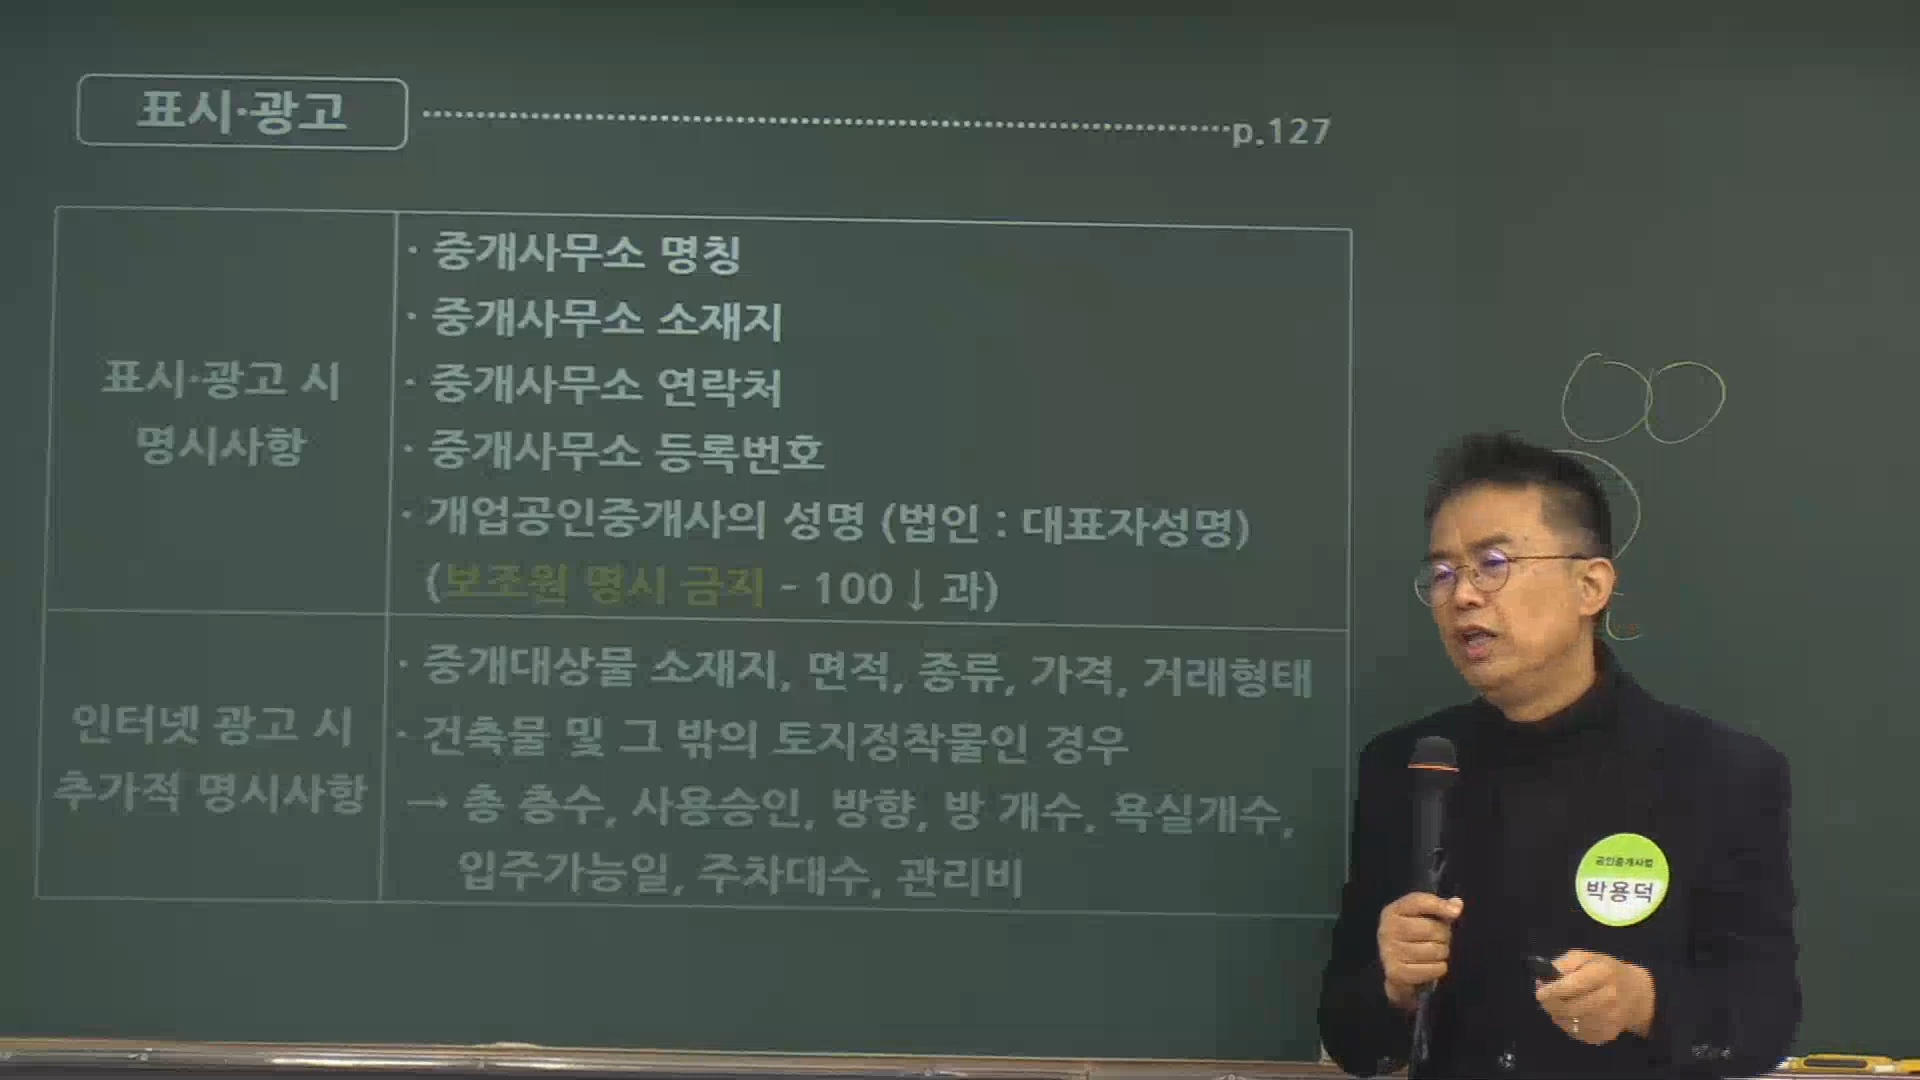 표시·광고
p.127
표시·광고 시
명시사항
· 중개사무소 명칭
· 중개사무소 소재지
· 중개사무소 연락처
· 중개사무소 등록번호
· 개업공인중개사의 성명 (법인 : 대표자성명)
(보조원 명시 금지 - 100↓과)
인터넷 광고 시
추가적 명시사항
· 중개대상물 소재지, 면적, 종류, 가격, 거래형태
· 건축물 및 그 밖의 토지정착물인 경우
→ 총 층수, 사용승인, 방향, 방 개수, 욕실개수,
입주가능일, 주차대수, 관리비
공인중개사법
박용덕